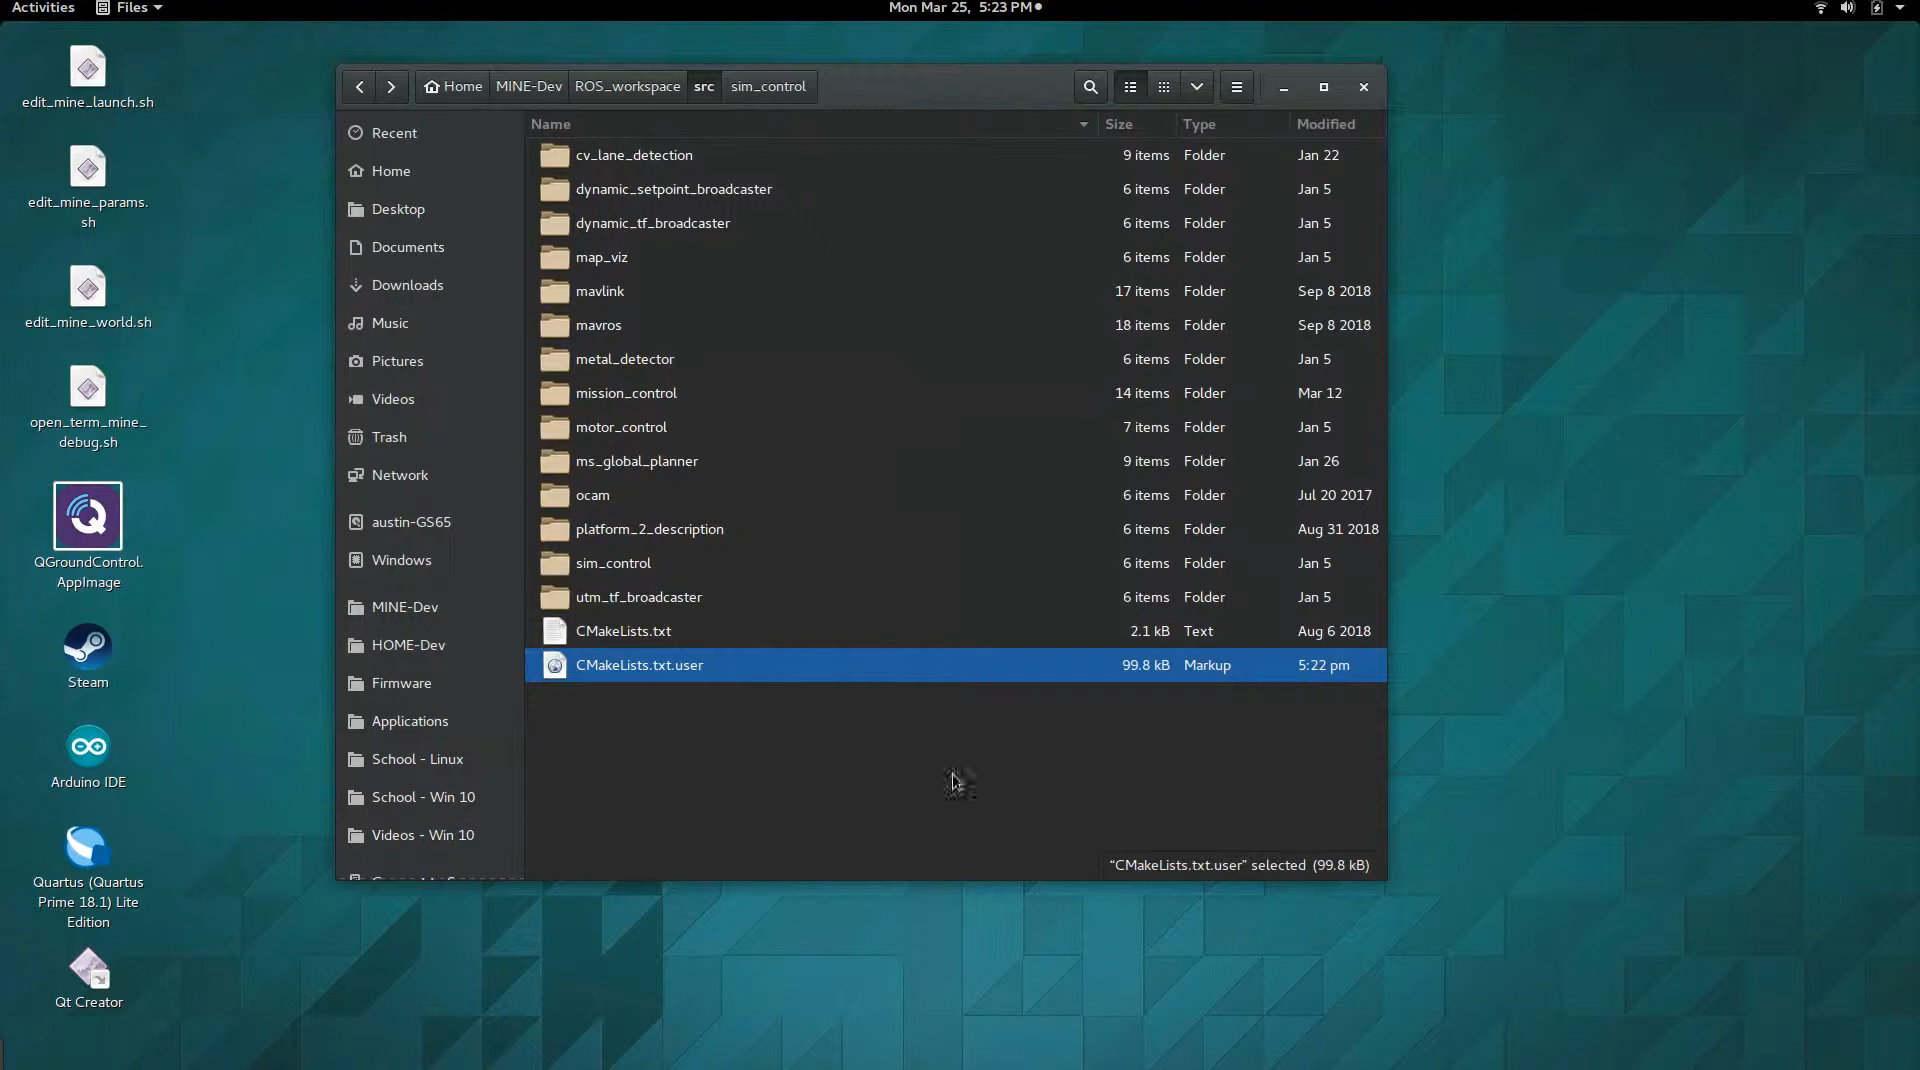 Activities Files Mon Mar 25, 5:23 PM
edit_mine_launch.sh
edit_mine_params.
sh
edit_mine_world.sh
open_term_mine_
debug.sh
QGroundControl.
AppImage
Steam
Arduino IDE
Quartus (Quartus
Prime 18.1) Lite
Edition
Qt Creator
Home MINE-Dev ROS_workspace src sim_control
Recent
Home
Desktop
Documents
Downloads
Music
Pictures
Videos
Trash
Network
austin-GS65
Windows
MINE-Dev
HOME-Dev
Firmware
Applications
School - Linux
School - Win 10
Videos - Win 10
Name Size Type Modified
cv_lane_detection 9 items Folder Jan 22
dynamic_setpoint_broadcaster 6 items Folder Jan 5
dynamic_tf_broadcaster 6 items Folder Jan 5
map_viz 6 items Folder Jan 5
mavlink 17 items Folder Sep 8 2018
mavros 18 items Folder Sep 8 2018
metal_detector 6 items Folder Jan 5
mission_control 14 items Folder Mar 12
motor_control 7 items Folder Jan 5
ms_global_planner 9 items Folder Jan 26
ocam 6 items Folder Jul 20 2017
platform_2_description 6 items Folder Aug 31 2018
sim_control 6 items Folder Jan 5
utm_tf_broadcaster 6 items Folder Jan 5
CMakeLists.txt 2.1 kB Text Aug 6 2018
CMakeLists.txt.user 99.8 kB Markup 5:22 pm
“CMakeLists.txt.user” selected (99.8 kB)